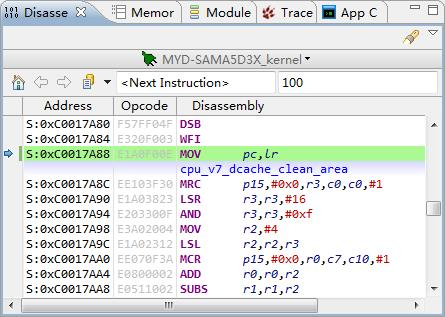 Disasse Memor Module Trace App C
MYD-SAMA5D3X_kernel
<Next Instruction> 100
Address Opcode Disassembly
S:0xC0017A80 F57FF04F DSB
S:0xC0017A84 E320F003 WFI
S:0xC0017A88 E1A0F00E MOV pc,lr
cpu_v7_dcache_clean_area
S:0xC0017A8C EE103F30 MRC p15,#0x0,r3,c0,c0,#1
S:0xC0017A90 E1A03823 LSR r3,r3,#16
S:0xC0017A94 E203300F AND r3,r3,#0xf
S:0xC0017A98 E3A02004 MOV r2,#4
S:0xC0017A9C E1A02312 LSL r2,r2,r3
S:0xC0017AA0 EE070F3A MCR p15,#0x0,r0,c7,c10,#1
S:0xC0017AA4 E0800002 ADD r0,r0,r2
S:0xC0017AA8 E0511002 SUBS r1,r1,r2